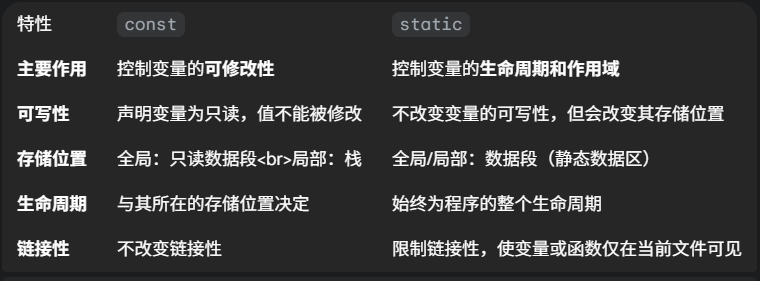 特性 const static
主要作用 控制变量的可修改性 控制变量的生命周期和作用域
可写性 声明变量为只读，值不能被修改 不改变变量的可写性，但会改变其存储位置
存储位置 全局：只读数据段<br>局部：栈 全局/局部：数据段（静态数据区）
生命周期 与其所在的存储位置决定 始终为程序的整个生命周期
链接性 不改变链接性 限制链接性，使变量或函数仅在当前文件可见